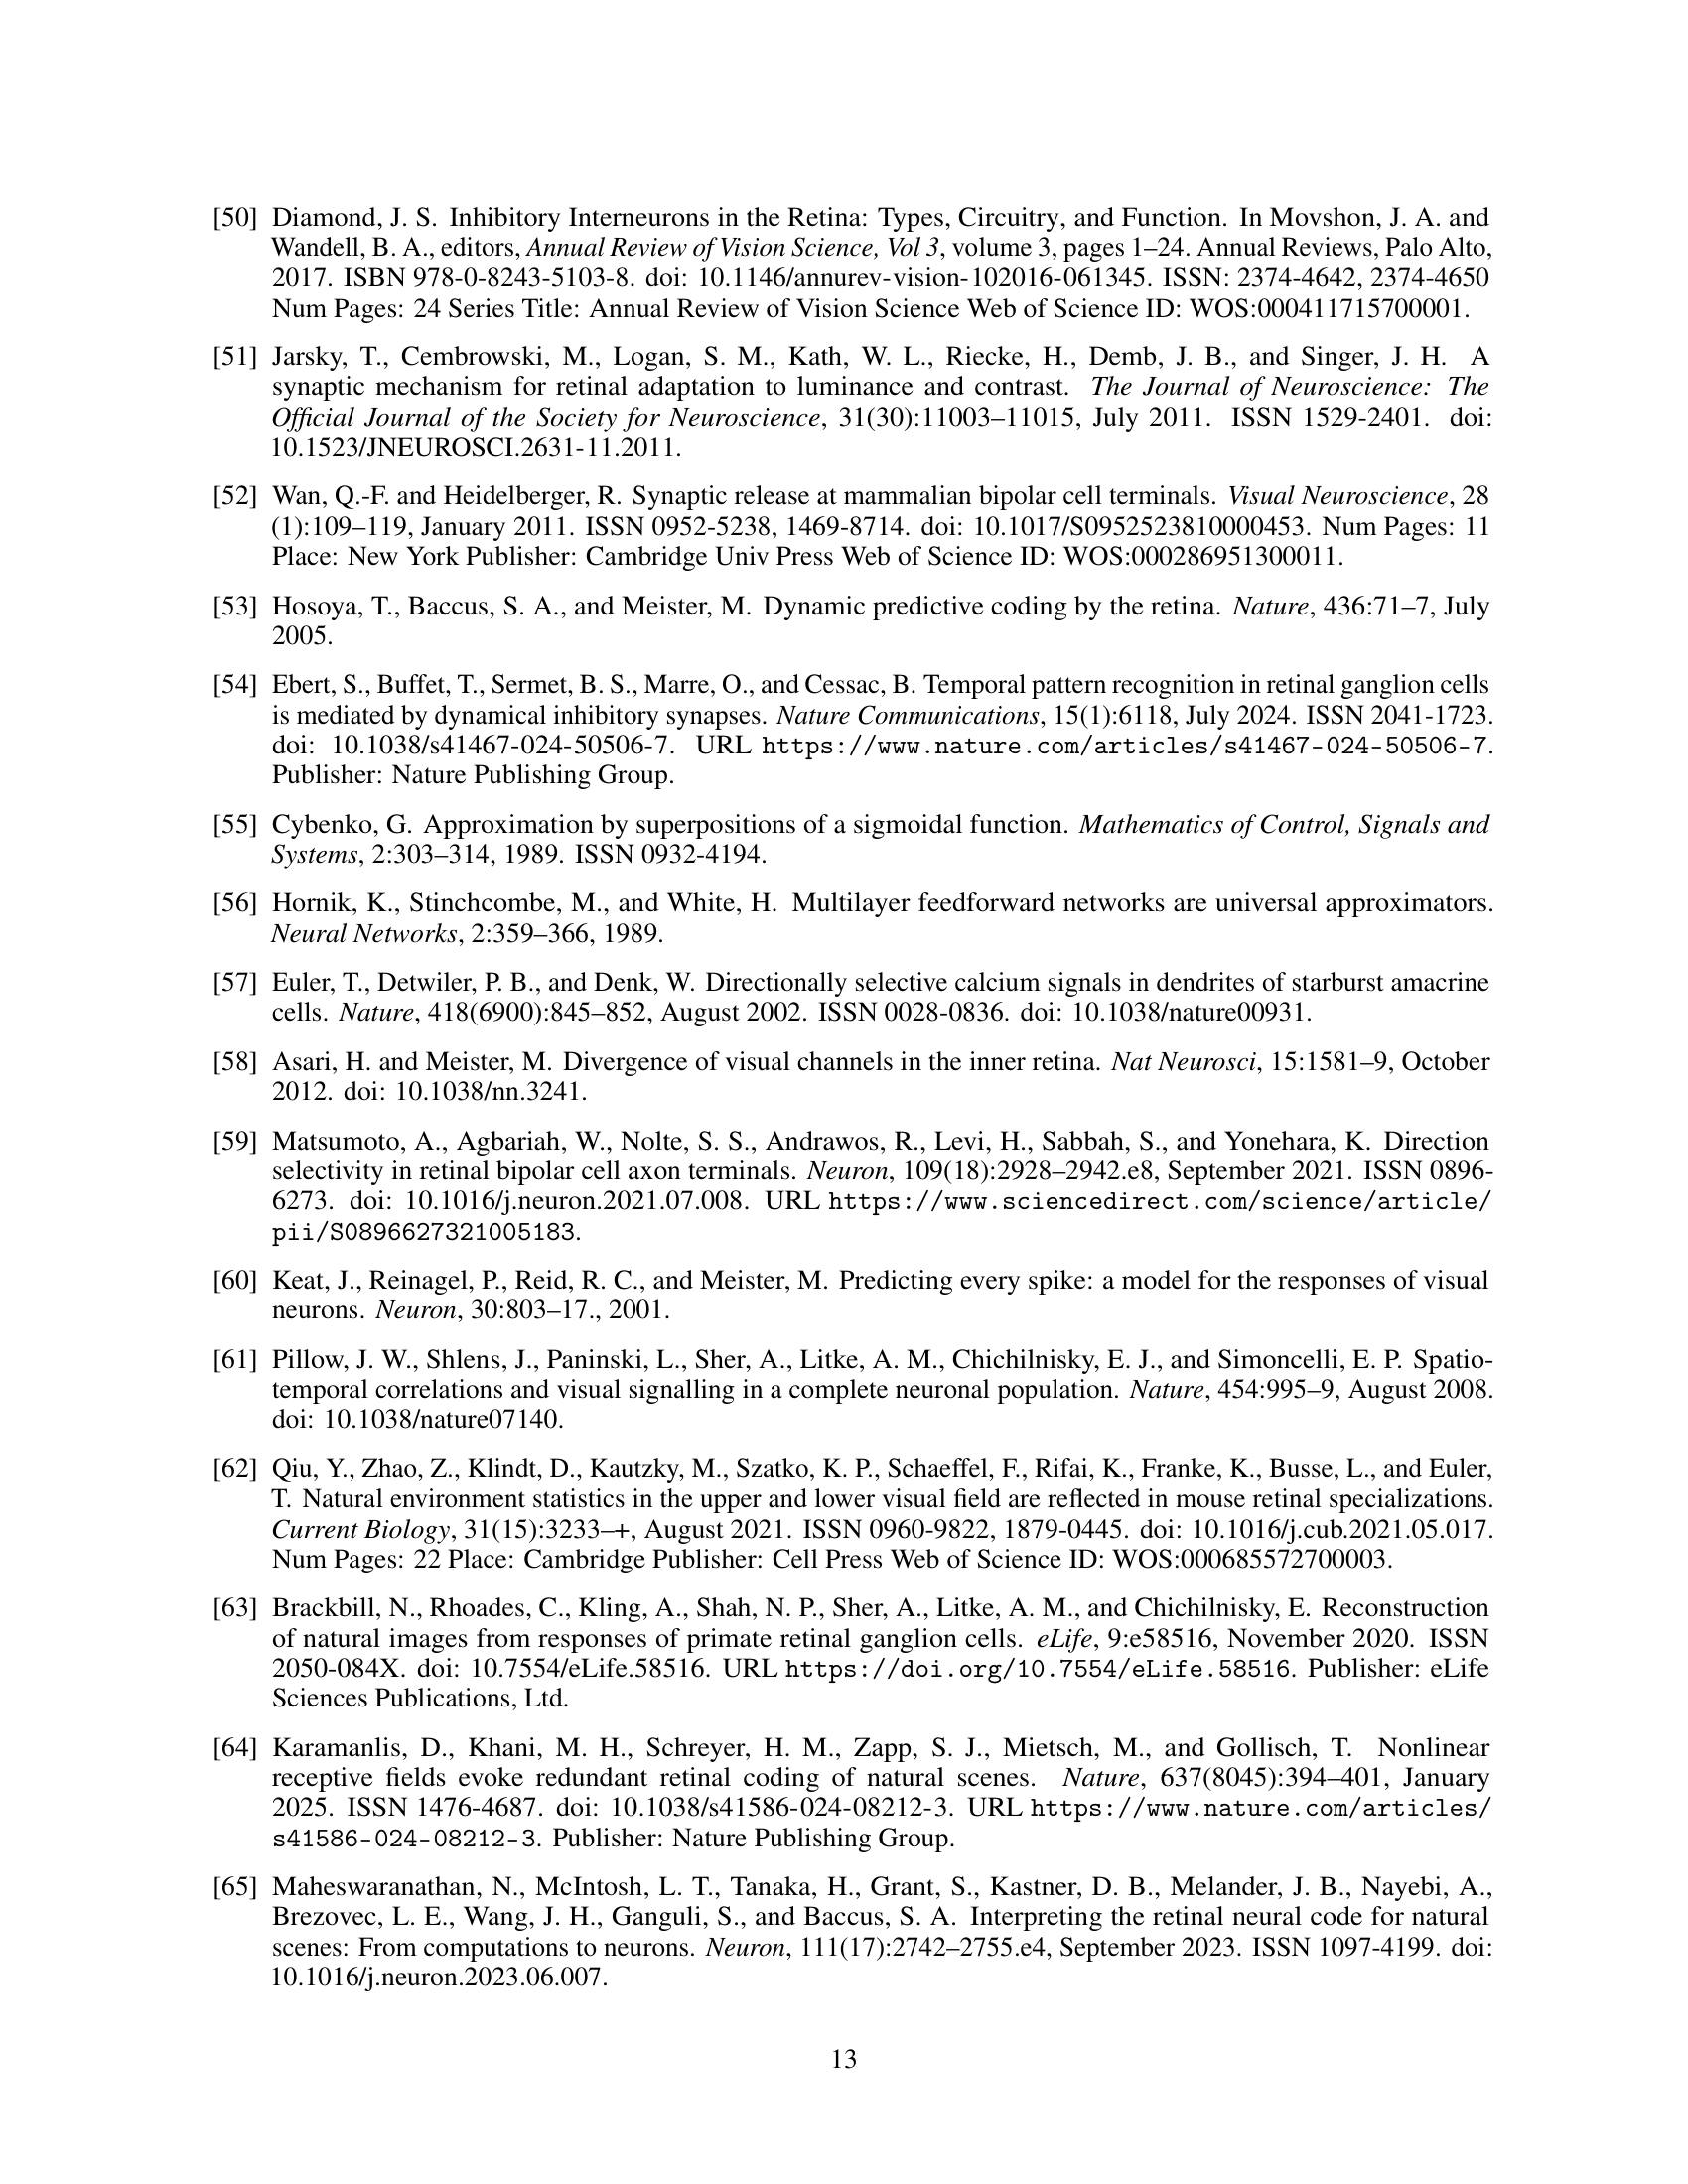 [50] Diamond, J. S. Inhibitory Interneurons in the Retina: Types, Circuitry, and Function. In Movshon, J. A. and
Wandell, B. A., editors, Annual Review of Vision Science, Vol 3, volume 3, pages 1–24. Annual Reviews, Palo Alto,
2017. ISBN 978-0-8243-5103-8. doi: 10.1146/annurev-vision-102016-061345. ISSN: 2374-4642, 2374-4650
Num Pages: 24 Series Title: Annual Review of Vision Science Web of Science ID: WOS:000411715700001.
[51] Jarsky, T., Cembrowski, M., Logan, S. M., Kath, W. L., Riecke, H., Demb, J. B., and Singer, J. H. A
synaptic mechanism for retinal adaptation to luminance and contrast. The Journal of Neuroscience: The
Official Journal of the Society for Neuroscience, 31(30):11003–11015, July 2011. ISSN 1529-2401. doi:
10.1523/JNEUROSCI.2631-11.2011.
[52] Wan, Q.-F. and Heidelberger, R. Synaptic release at mammalian bipolar cell terminals. Visual Neuroscience, 28
(1):109–119, January 2011. ISSN 0952-5238, 1469-8714. doi: 10.1017/S0952523810000453. Num Pages: 11
Place: New York Publisher: Cambridge Univ Press Web of Science ID: WOS:000286951300011.
[53] Hosoya, T., Baccus, S. A., and Meister, M. Dynamic predictive coding by the retina. Nature, 436:71–7, July
2005.
[54] Ebert, S., Buffet, T., Sermet, B. S., Marre, O., and Cessac, B. Temporal pattern recognition in retinal ganglion cells
is mediated by dynamical inhibitory synapses. Nature Communications, 15(1):6118, July 2024. ISSN 2041-1723.
doi: 10.1038/s41467-024-50506-7. URL https://www.nature.com/articles/s41467-024-50506-7.
Publisher: Nature Publishing Group.
[55] Cybenko, G. Approximation by superpositions of a sigmoidal function. Mathematics of Control, Signals and
Systems, 2:303–314, 1989. ISSN 0932-4194.
[56] Hornik, K., Stinchcombe, M., and White, H. Multilayer feedforward networks are universal approximators.
Neural Networks, 2:359–366, 1989.
[57] Euler, T., Detwiler, P. B., and Denk, W. Directionally selective calcium signals in dendrites of starburst amacrine
cells. Nature, 418(6900):845–852, August 2002. ISSN 0028-0836. doi: 10.1038/nature00931.
[58] Asari, H. and Meister, M. Divergence of visual channels in the inner retina. Nat Neurosci, 15:1581–9, October
2012. doi: 10.1038/nn.3241.
[59] Matsumoto, A., Agbariah, W., Nolte, S. S., Andrawos, R., Levi, H., Sabbah, S., and Yonehara, K. Direction
selectivity in retinal bipolar cell axon terminals. Neuron, 109(18):2928–2942.e8, September 2021. ISSN 0896-
6273. doi: 10.1016/j.neuron.2021.07.008. URL https://www.sciencedirect.com/science/article/
pii/S0896627321005183.
[60] Keat, J., Reinagel, P., Reid, R. C., and Meister, M. Predicting every spike: a model for the responses of visual
neurons. Neuron, 30:803–17., 2001.
[61] Pillow, J. W., Shlens, J., Paninski, L., Sher, A., Litke, A. M., Chichilnisky, E. J., and Simoncelli, E. P. Spatio-
temporal correlations and visual signalling in a complete neuronal population. Nature, 454:995–9, August 2008.
doi: 10.1038/nature07140.
[62] Qiu, Y., Zhao, Z., Klindt, D., Kautzky, M., Szatko, K. P., Schaeffel, F., Rifai, K., Franke, K., Busse, L., and Euler,
T. Natural environment statistics in the upper and lower visual field are reflected in mouse retinal specializations.
Current Biology, 31(15):3233–+, August 2021. ISSN 0960-9822, 1879-0445. doi: 10.1016/j.cub.2021.05.017.
Num Pages: 22 Place: Cambridge Publisher: Cell Press Web of Science ID: WOS:000685572700003.
[63] Brackbill, N., Rhoades, C., Kling, A., Shah, N. P., Sher, A., Litke, A. M., and Chichilnisky, E. Reconstruction
of natural images from responses of primate retinal ganglion cells. eLife, 9:e58516, November 2020. ISSN
2050-084X. doi: 10.7554/eLife.58516. URL https://doi.org/10.7554/eLife.58516. Publisher: eLife
Sciences Publications, Ltd.
[64] Karamanlis, D., Khani, M. H., Schreyer, H. M., Zapp, S. J., Mietsch, M., and Gollisch, T. Nonlinear
receptive fields evoke redundant retinal coding of natural scenes. Nature, 637(8045):394–401, January
2025. ISSN 1476-4687. doi: 10.1038/s41586-024-08212-3. URL https://www.nature.com/articles/
s41586-024-08212-3. Publisher: Nature Publishing Group.
[65] Maheswaranathan, N., McIntosh, L. T., Tanaka, H., Grant, S., Kastner, D. B., Melander, J. B., Nayebi, A.,
Brezovec, L. E., Wang, J. H., Ganguli, S., and Baccus, S. A. Interpreting the retinal neural code for natural
scenes: From computations to neurons. Neuron, 111(17):2742–2755.e4, September 2023. ISSN 1097-4199. doi:
10.1016/j.neuron.2023.06.007.
13